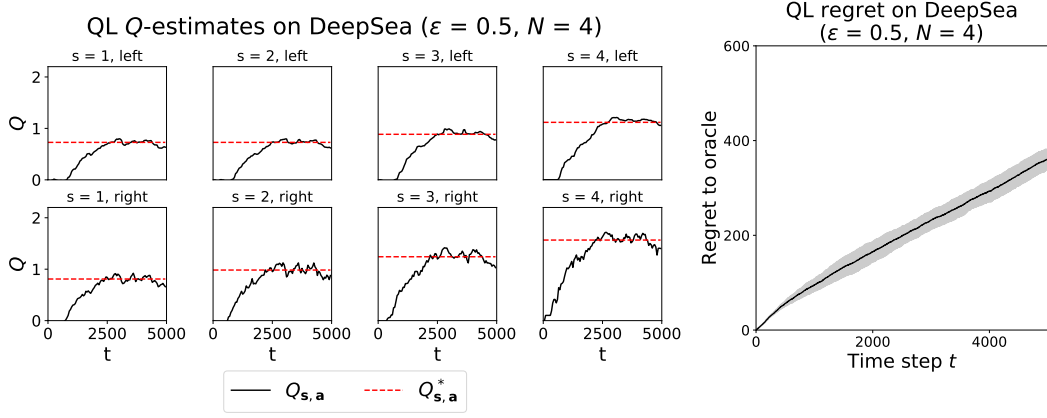 QL Q-estimates on DeepSea (ε = 0.5, N = 4)
s = 1, left
s = 2, left
s = 3, left
s = 4, left
Q
2
1
0
s = 1, right
s = 2, right
s = 3, right
s = 4, right
Q
2
1
0
0 2500 5000
0 2500 5000
0 2500 5000
0 2500 5000
t
t
t
t
Q_{s, a}
Q^*_{s, a}
QL regret on DeepSea
(ε = 0.5, N = 4)
Regret to oracle
600
400
200
0
0 2000 4000
Time step t